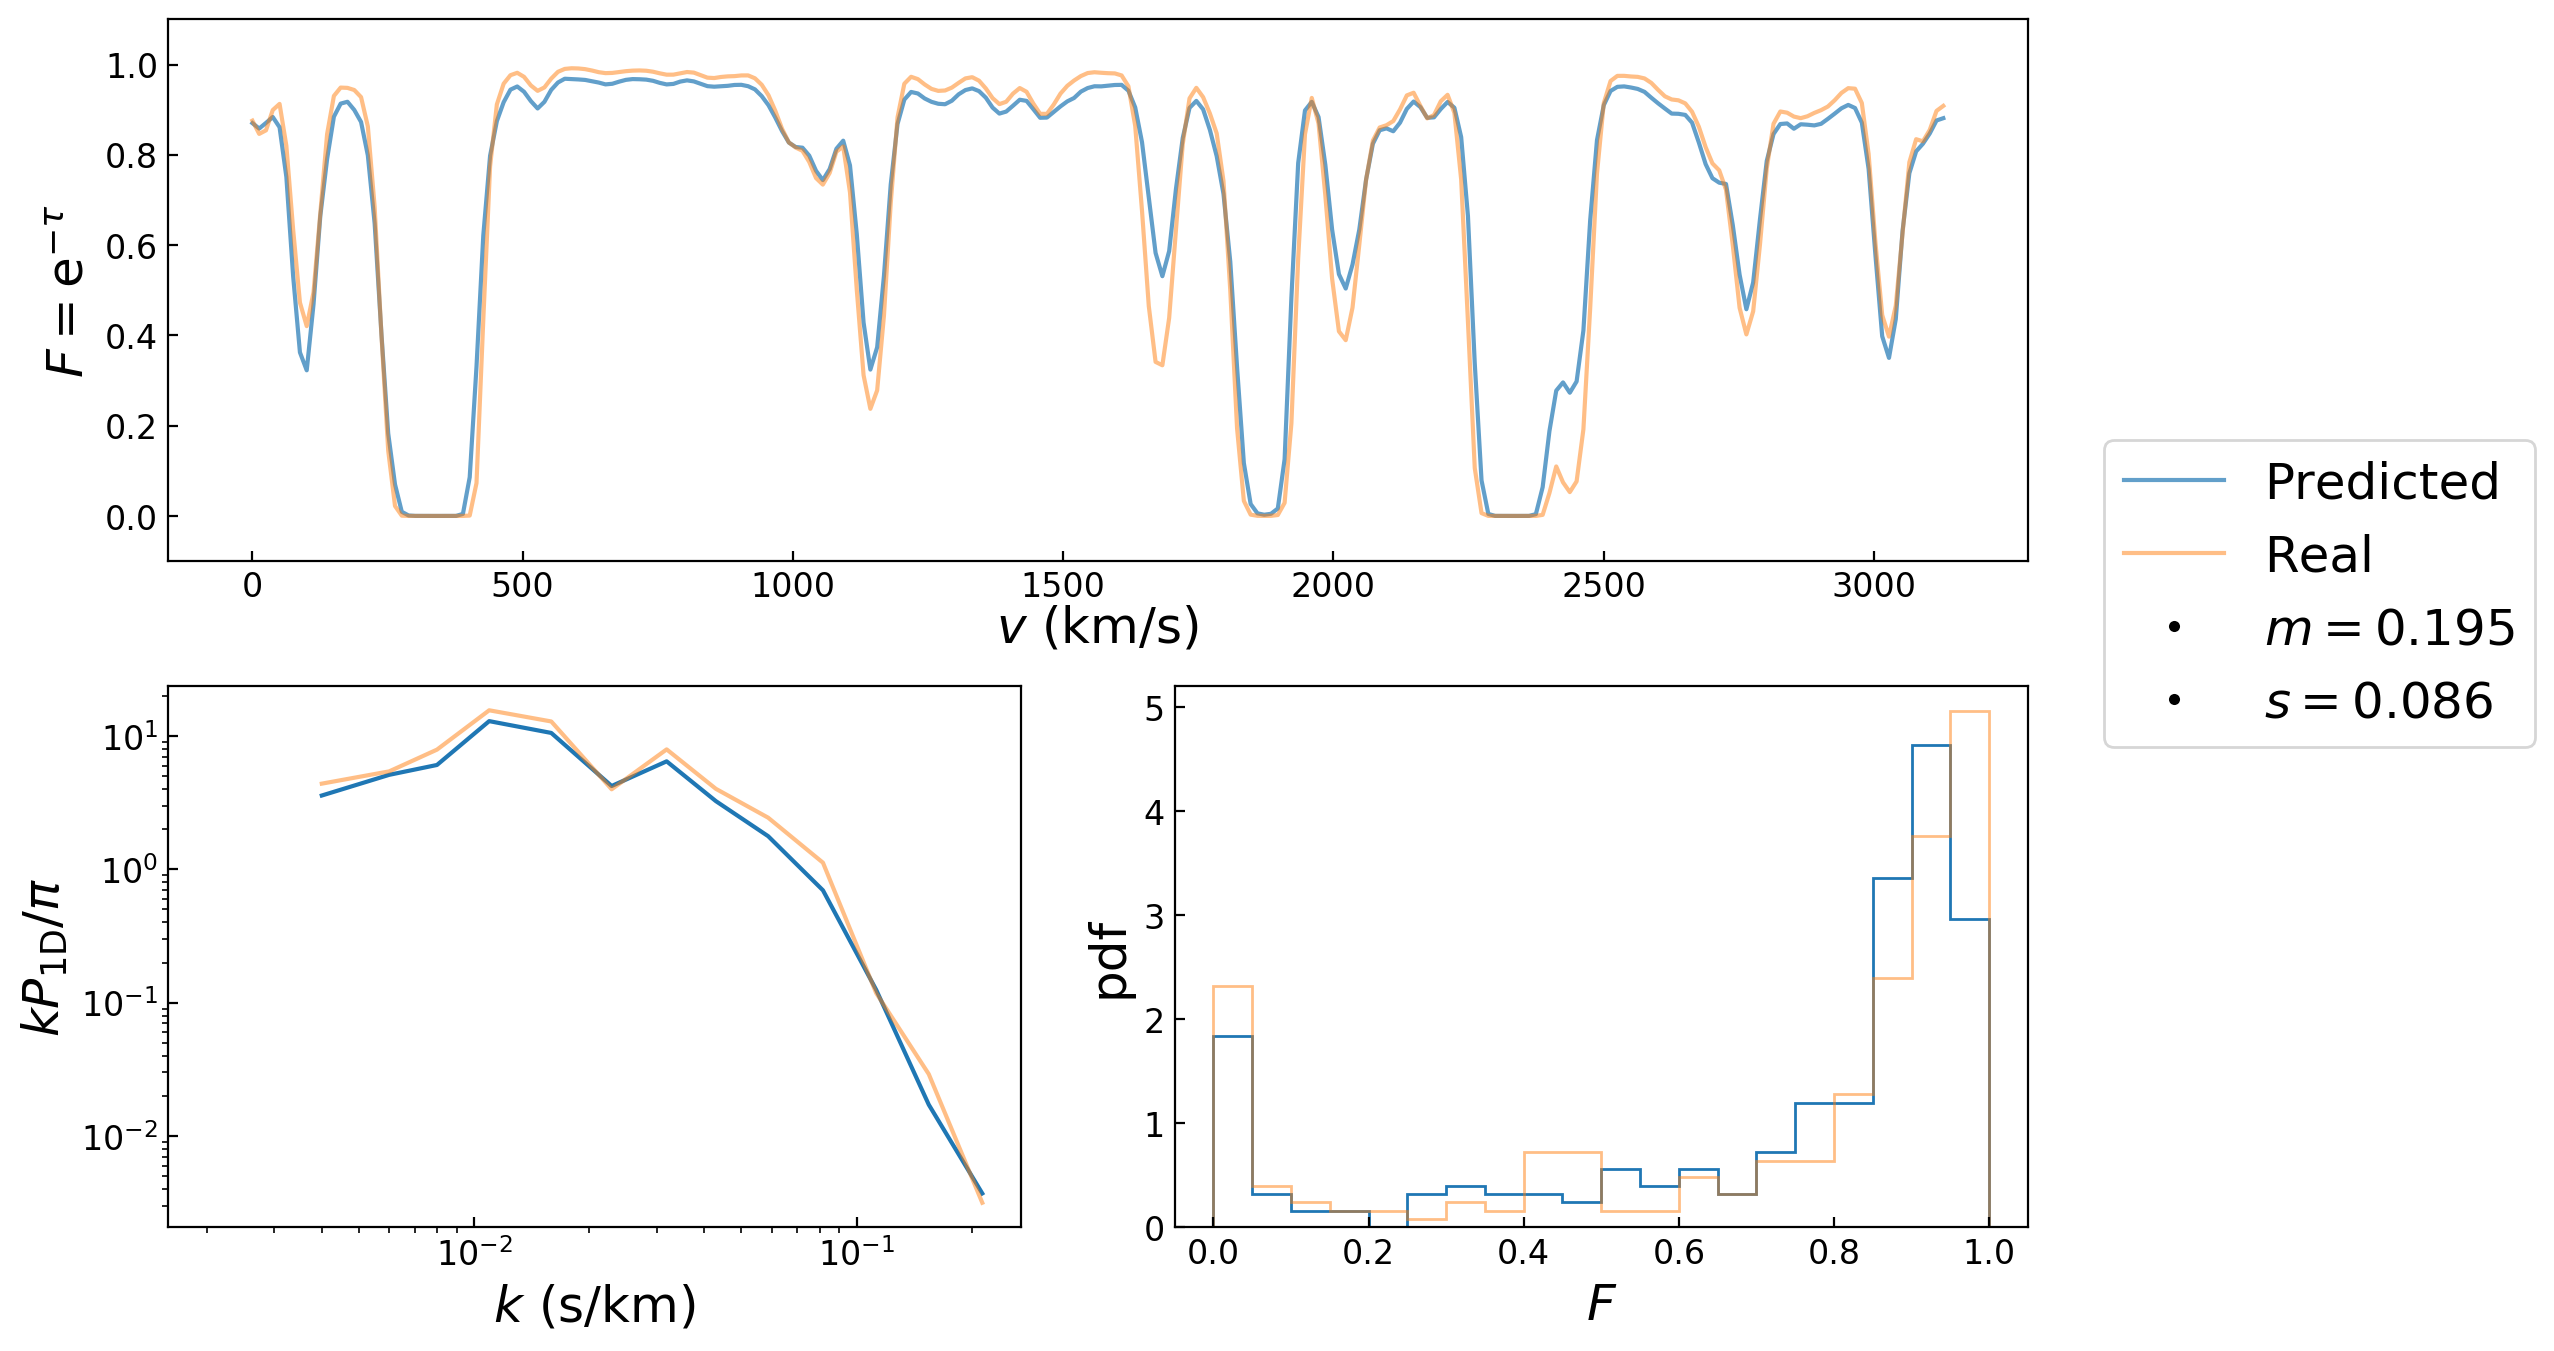 F = e^{−τ}
1.0
0.8
0.6
0.4
0.2
0.0
0 500 1000 1500 2000 2500 3000
v (km/s)
Predicted
Real
m = 0.195
s = 0.086
kP_{1D}/π
10^1
10^0
10^{−1}
10^{−2}
10^{−2} 10^{−1}
k (s/km)
pdf
5
4
3
2
1
0
0.0 0.2 0.4 0.6 0.8 1.0
F